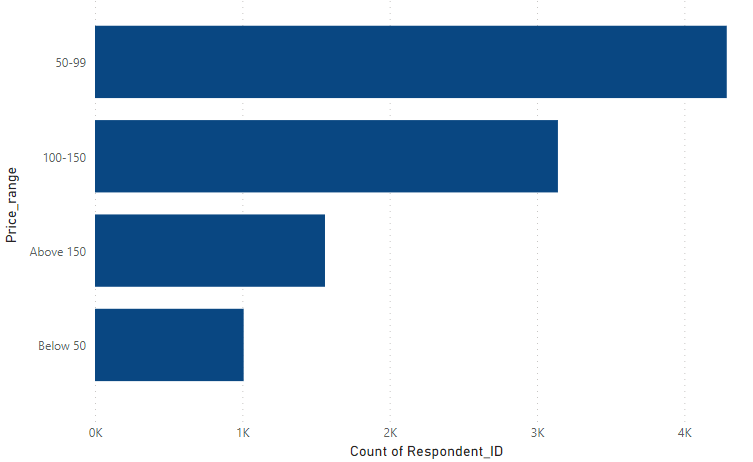 Price_range
50-99
100-150
Above 150
Below 50
0K 1K 2K 3K 4K
Count of Respondent_ID